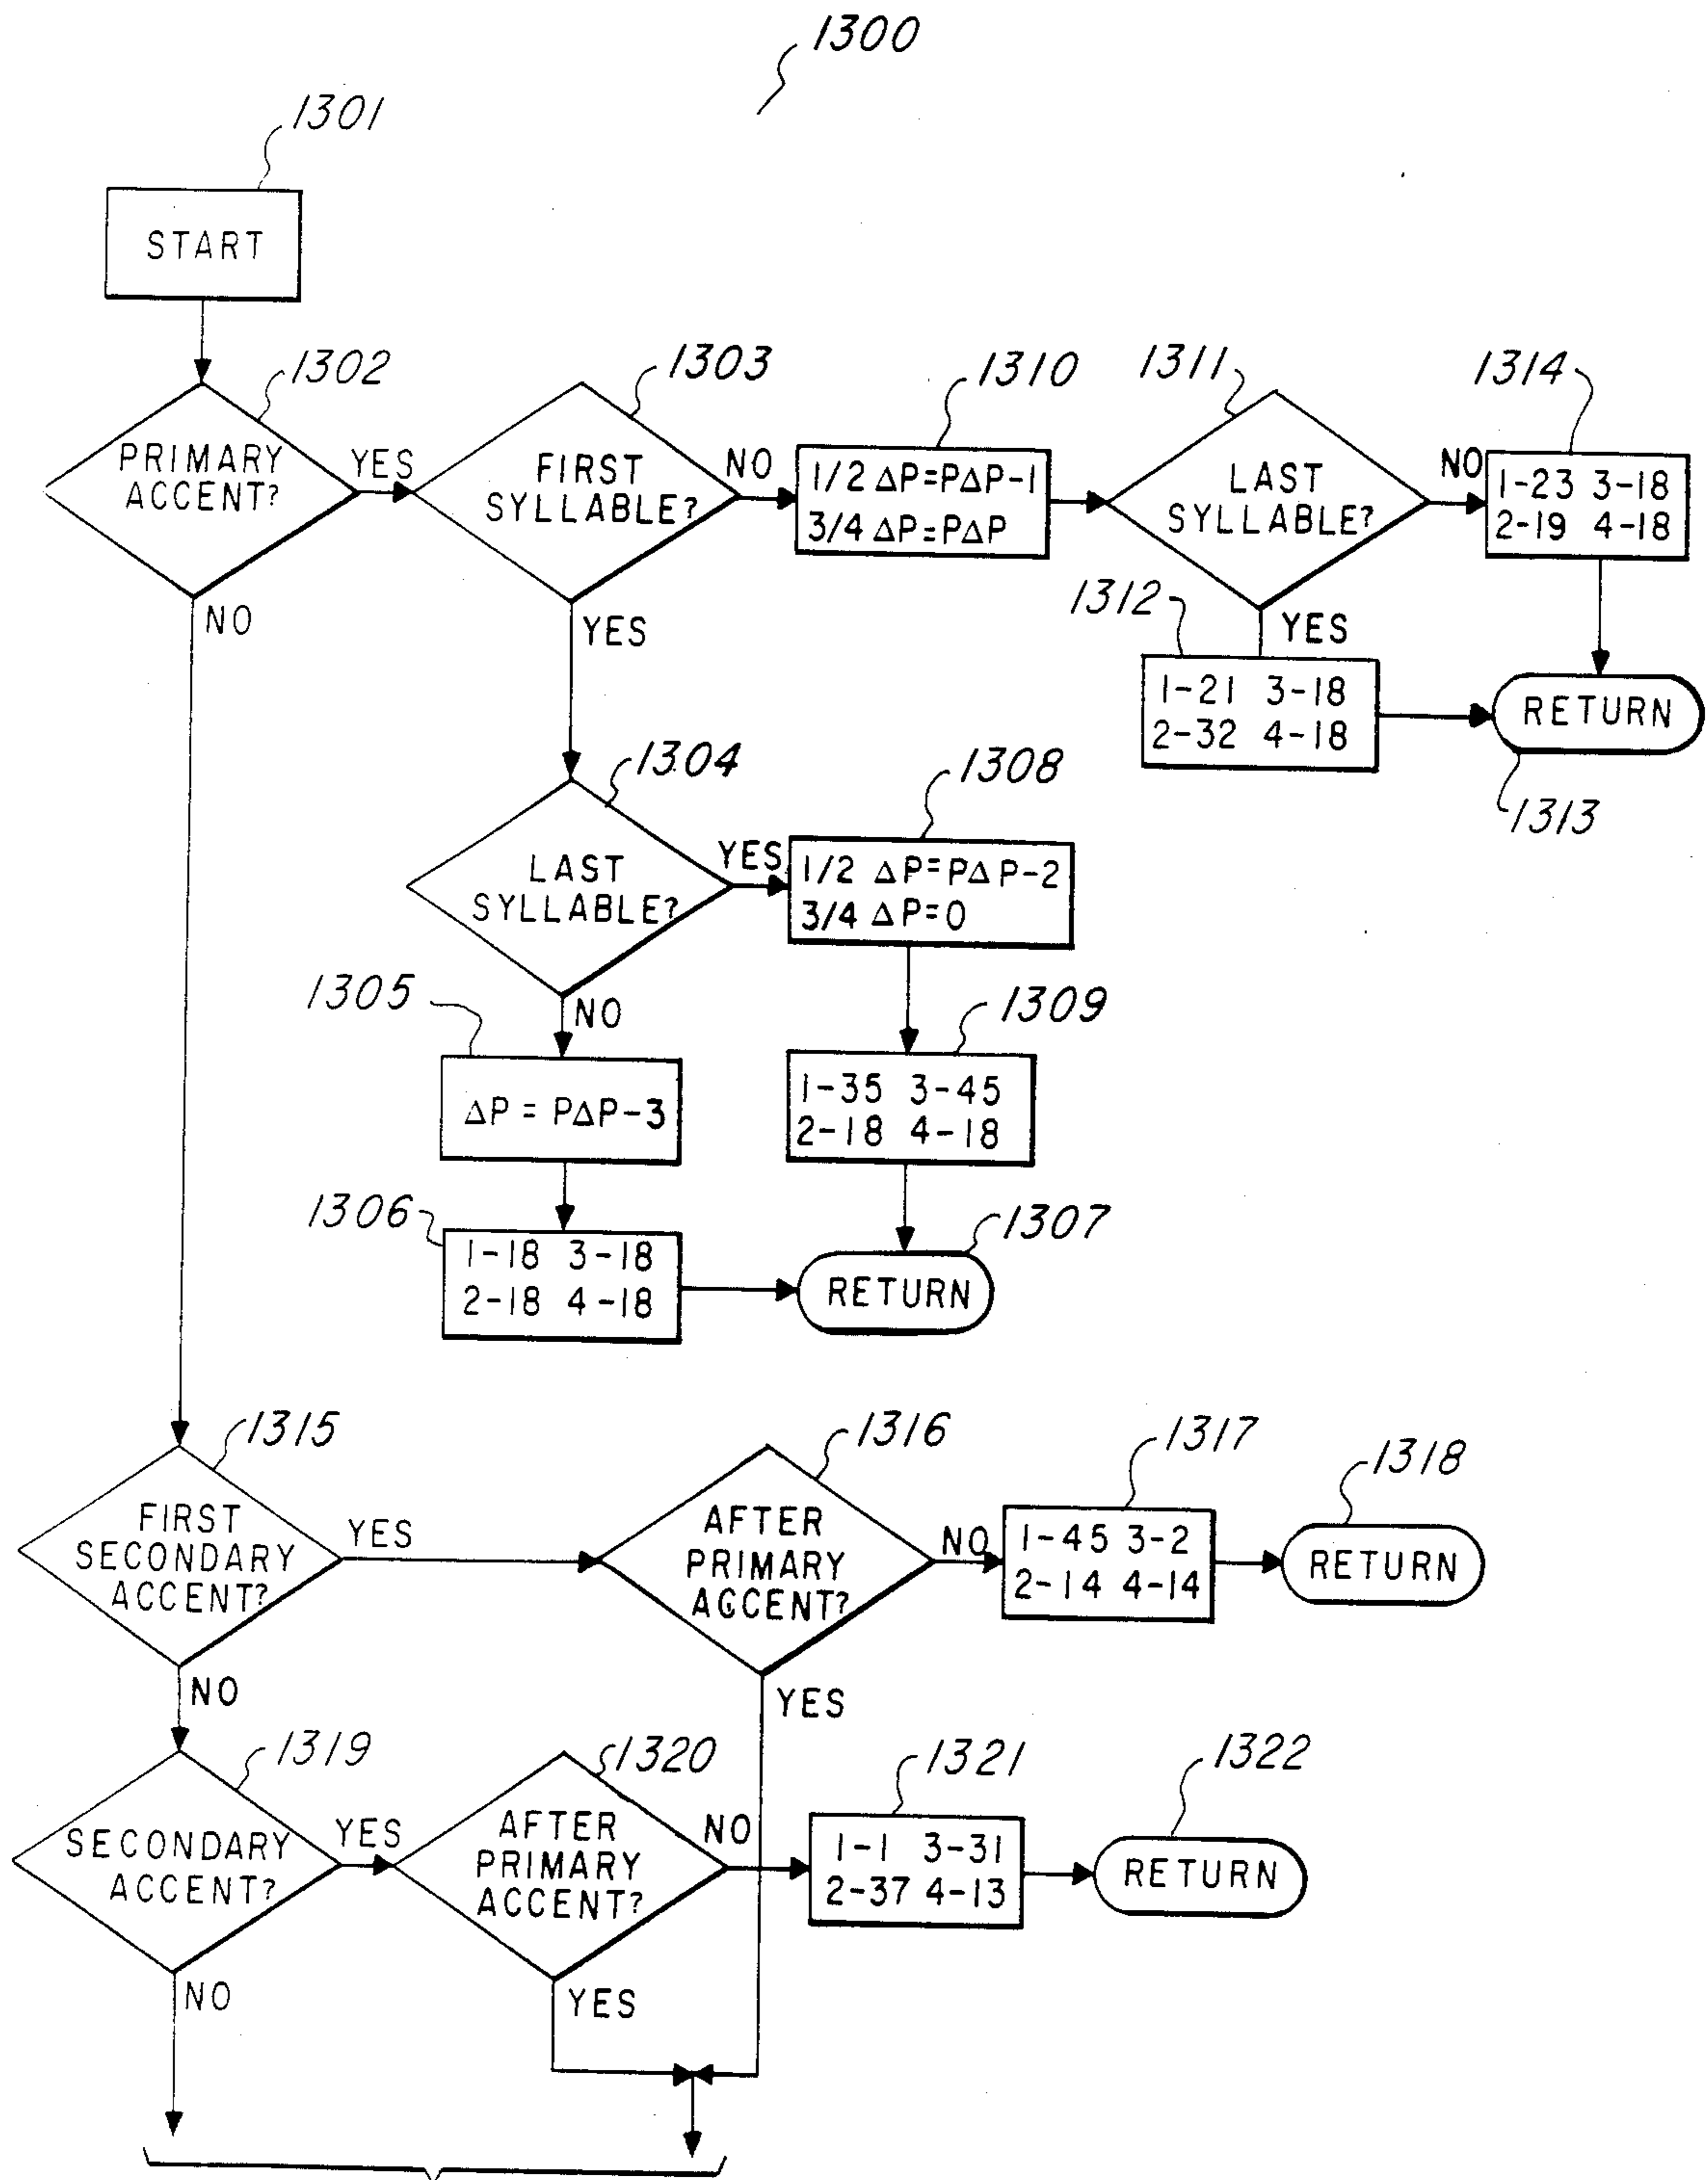 1300
1301
START
1302
PRIMARY
ACCENT?
YES
NO
1303
FIRST
SYLLABLE?
NO
YES
1310
1/2 ΔP=PΔP-1
3/4 ΔP=PΔP
1311
LAST
SYLLABLE?
NO
YES
1314
1-23 3-18
2-19 4-18
1312
1-21 3-18
2-32 4-18
RETURN
1313
1304
LAST
SYLLABLE?
YES
NO
1308
1/2 ΔP=PΔP-2
3/4 ΔP=0
1305
ΔP = PΔP-3
1309
1-35 3-45
2-18 4-18
1306
1-18 3-18
2-18 4-18
1307
RETURN
1315
FIRST
SECONDARY
ACCENT?
YES
NO
1316
AFTER
PRIMARY
ACCENT?
NO
YES
1317
1-45 3-2
2-14 4-14
1318
RETURN
1319
SECONDARY
ACCENT?
YES
NO
1320
AFTER
PRIMARY
ACCENT?
NO
YES
1321
1-1 3-31
2-37 4-13
1322
RETURN